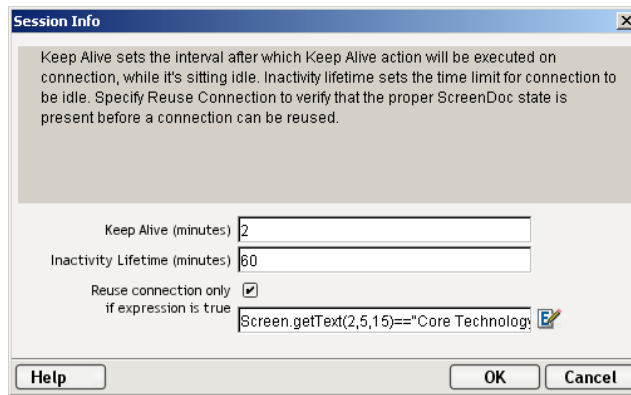 Session Info
Keep Alive sets the interval after which Keep Alive action will be executed on
connection, while it's sitting idle. Inactivity lifetime sets the time limit for connection to
be idle. Specify Reuse Connection to verify that the proper ScreenDoc state is
present before a connection can be reused.
Keep Alive (minutes) 2
Inactivity Lifetime (minutes) 60
Reuse connection only
if expression is true
Screen.getText(2,5,15)=="Core Technology
Help OK Cancel